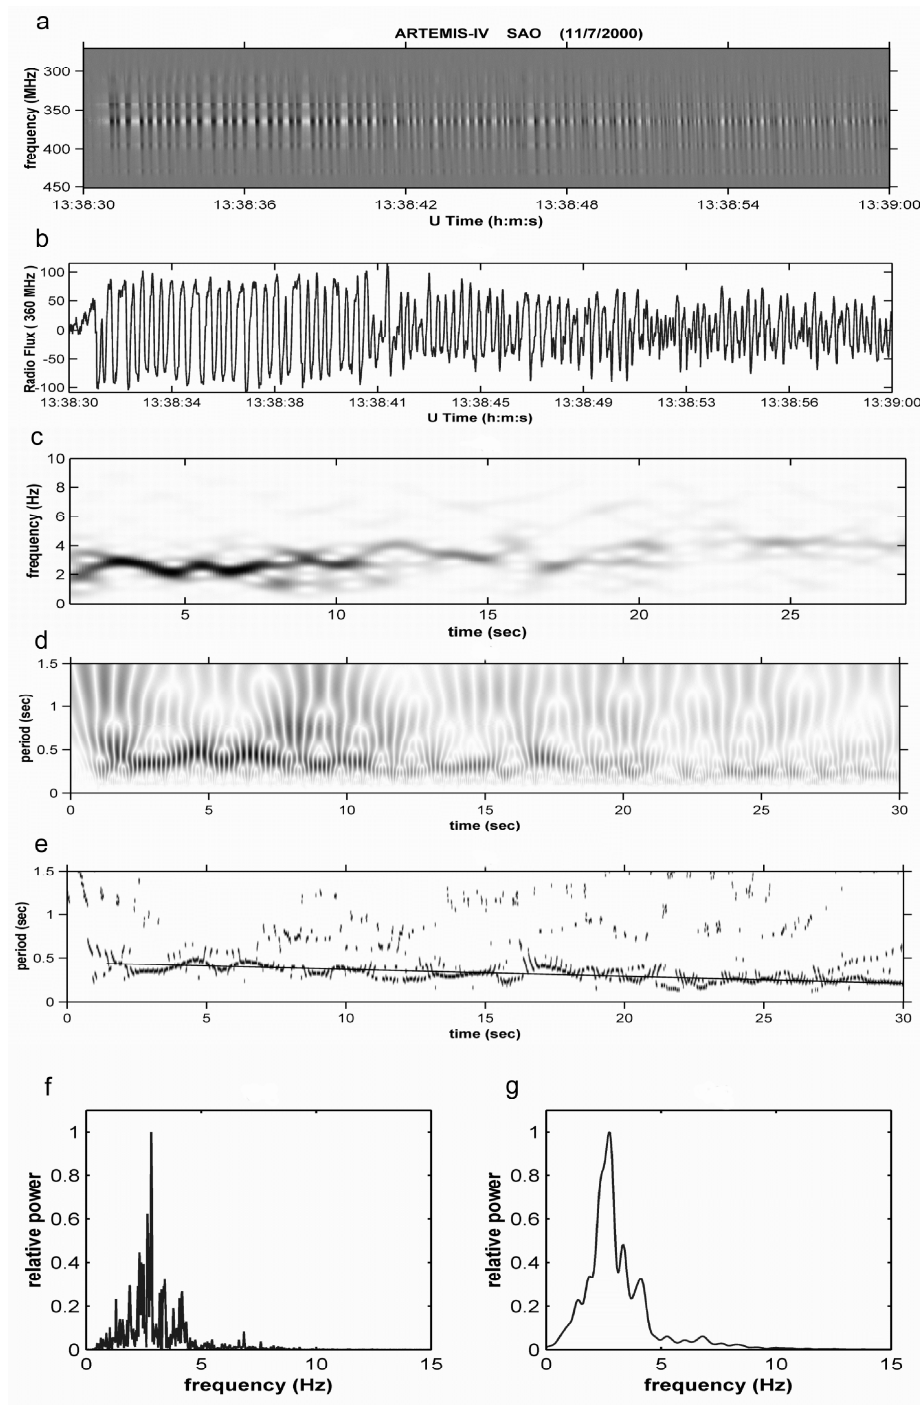 a
ARTEMIS-IV SAO (11/7/2000)
frequency (MHz)
300
350
400
450
13:38:30 13:38:36 13:38:42 13:38:48 13:38:54 13:39:00
U Time (h:m:s)
b
Radio Flux ( 360 MHz )
100
50
0
-50
-100
13:38:30 13:38:34 13:38:38 13:38:41 13:38:45 13:38:49 13:38:53 13:38:56 13:39:00
U Time (h:m:s)
c
frequency (Hz)
10
8
6
4
2
0
5 10 15 20 25
time (sec)
d
period (sec)
1.5
1
0.5
0
0 5 10 15 20 25 30
time (sec)
e
period (sec)
1.5
1
0.5
0
0 5 10 15 20 25 30
time (sec)
f
relative power
1
0.8
0.6
0.4
0.2
0
0 5 10 15
frequency (Hz)
g
relative power
1
0.8
0.6
0.4
0.2
0
0 5 10 15
frequency (Hz)